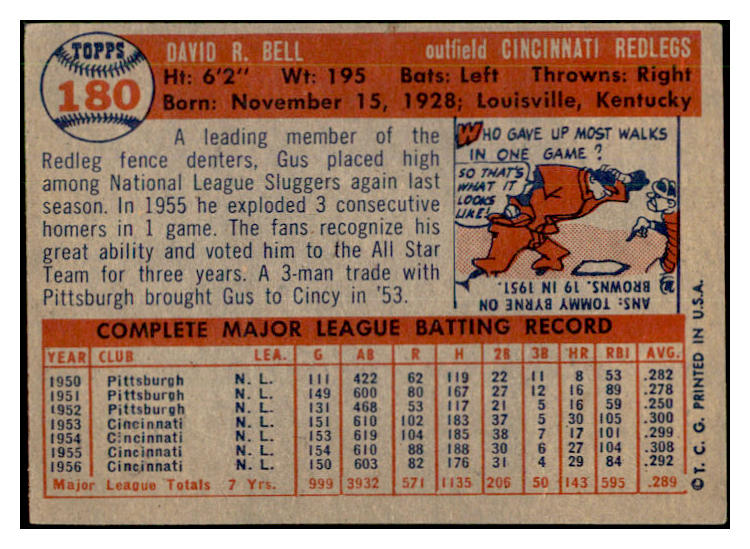 TOPPS
180
DAVID R. BELL outfield CINCINNATI REDLEGS
Ht: 6'2" Wt: 195 Bats: Left Throws: Right
Born: November 15, 1928; Louisville, Kentucky
A leading member of the
Redleg fence denters, Gus placed high
among National League Sluggers again last
season. In 1955 he exploded 3 consecutive
homers in 1 game. The fans recognize his
great ability and voted him to the All Star
Team for three years. A 3-man trade with
Pittsburgh brought Gus to Cincy in '53.
WHO GAVE UP MOST WALKS
IN ONE GAME?
SO THAT'S
WHAT IT
LOOKS
LIKE!
ANS: TOMMY BYRNE ON
BROWNS, 19 IN 1951.
COMPLETE MAJOR LEAGUE BATTING RECORD
YEAR CLUB LEA. G AB R H 2B 3B HR RBI AVG.
1950 Pittsburgh N. L. 111 422 62 119 22 11 8 53 .282
1951 Pittsburgh N. L. 149 600 80 167 27 12 16 89 .278
1952 Pittsburgh N. L. 131 468 53 117 21 5 16 59 .250
1953 Cincinnati N. L. 151 610 102 183 37 5 30 105 .300
1954 Cincinnati N. L. 153 619 104 185 38 7 17 101 .299
1955 Cincinnati N. L. 154 610 88 188 30 6 27 104 .308
1956 Cincinnati N. L. 150 603 82 176 31 4 29 84 .292
Major League Totals 7 Yrs. 999 3932 571 1135 206 50 143 595 .289
© T. C. G. PRINTED IN U.S.A.